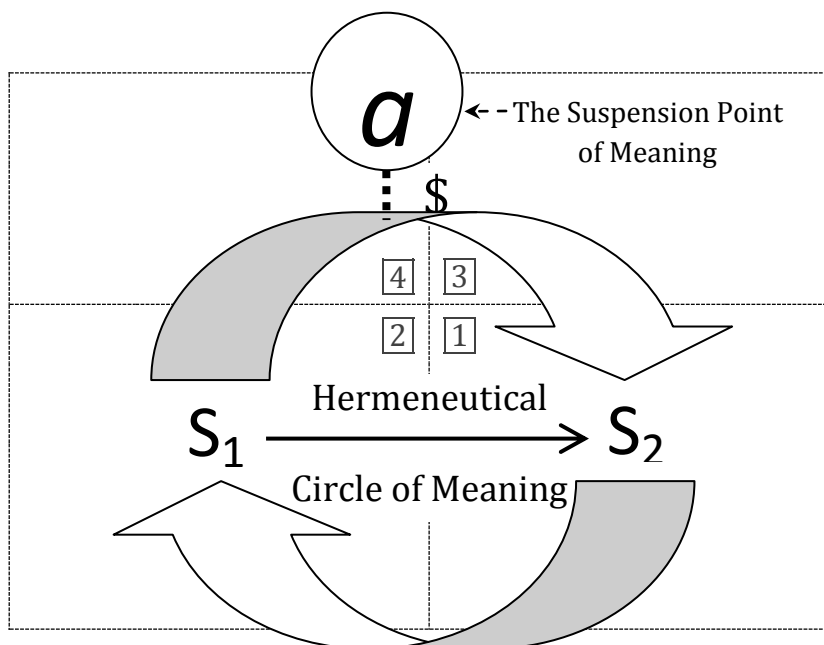 a
The Suspension Point
of Meaning
$
4 3
2 1
Hermeneutical
S₁ S₂
Circle of Meaning